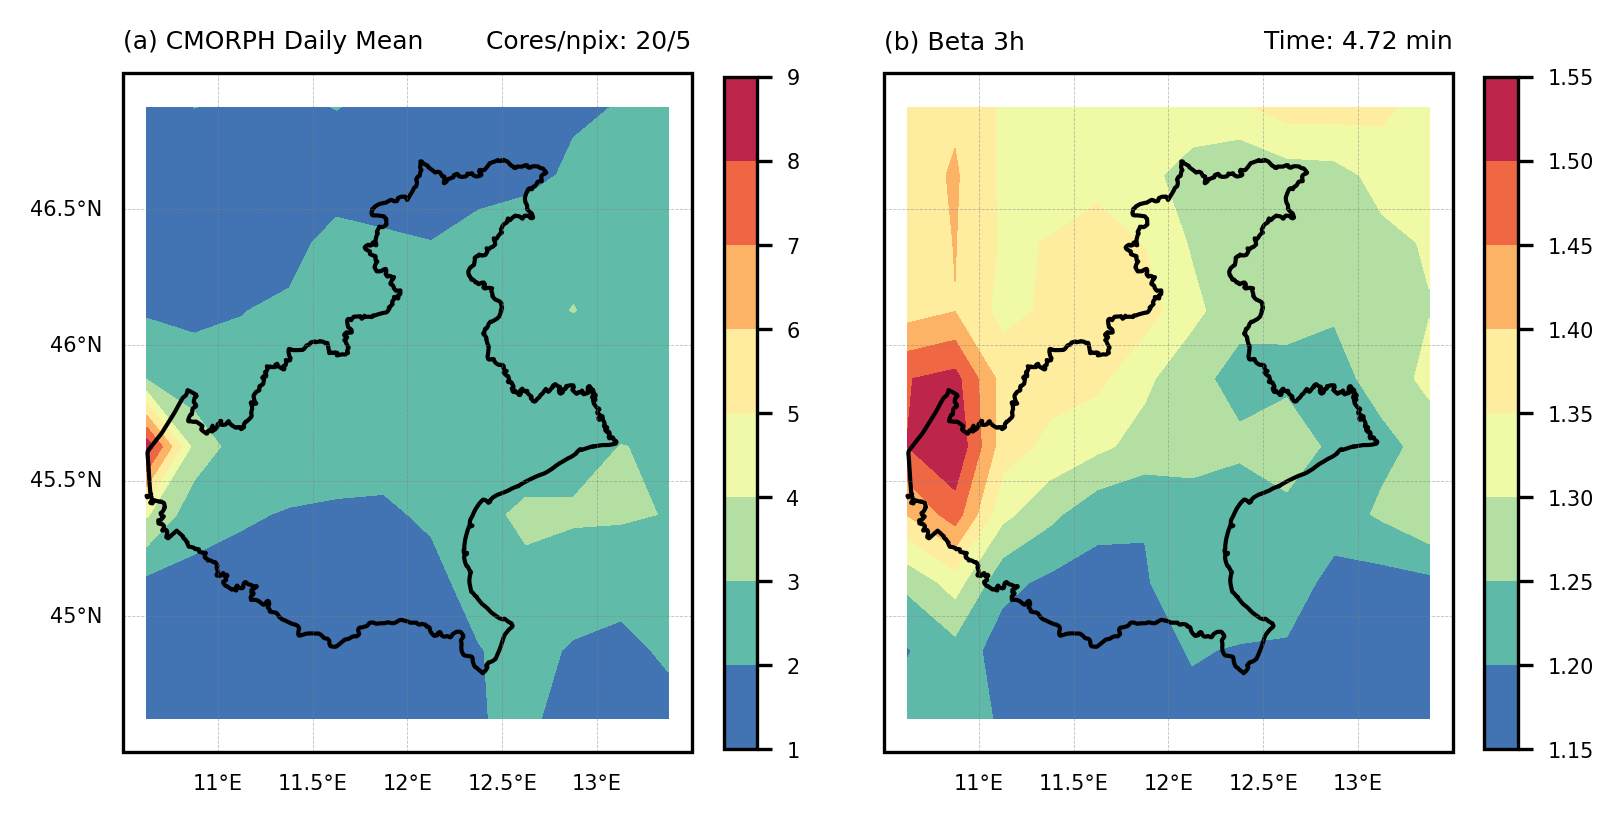 (a) CMORPH Daily Mean Cores/npix: 20/5
46.5°N
46°N
45.5°N
45°N
11°E 11.5°E 12°E 12.5°E 13°E
9
8
7
6
5
4
3
2
1
(b) Beta 3h Time: 4.72 min
11°E 11.5°E 12°E 12.5°E 13°E
1.55
1.50
1.45
1.40
1.35
1.30
1.25
1.20
1.15